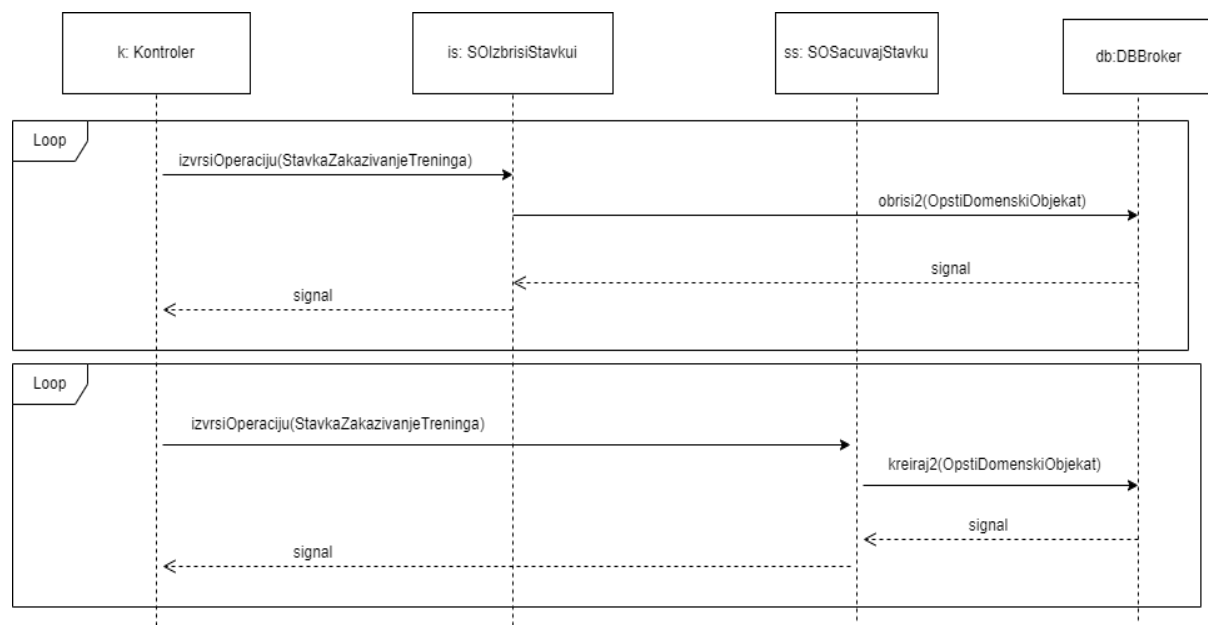 k: Kontroler
is: SOIzbrisiStavkui
ss: SOSacuvajStavku
db:DBBroker
Loop
izvrsiOperaciju(StavkaZakazivanjeTreninga)
obrisi2(OpstiDomenskiObjekat)
signal
signal
Loop
izvrsiOperaciju(StavkaZakazivanjeTreninga)
kreiraj2(OpstiDomenskiObjekat)
signal
signal